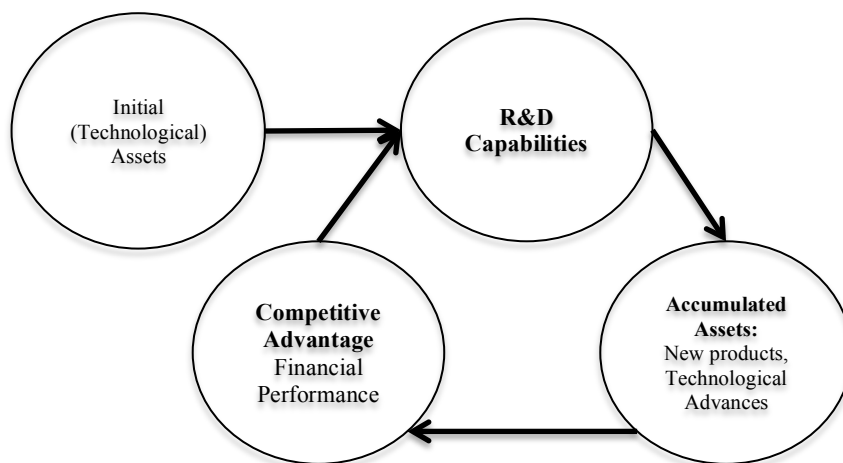 Initial
(Technological)
Assets
R&D
Capabilities
Competitive
Advantage
Financial
Performance
Accumulated
Assets:
New products,
Technological
Advances